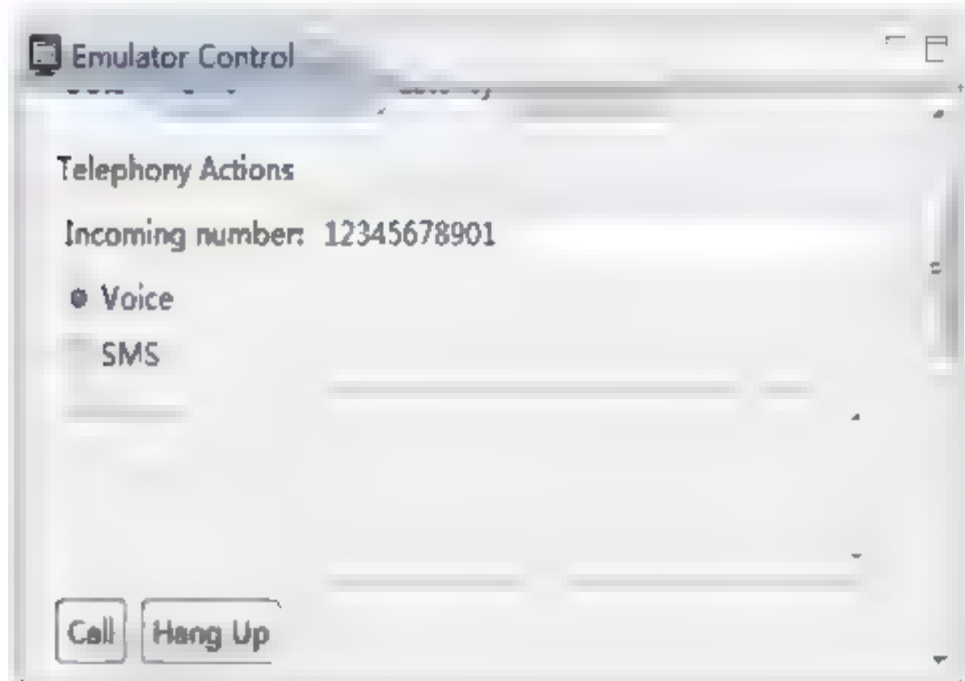 Emulator Control
Telephony Actions
Incoming number: 12345678901
Voice
SMS
Call Hang Up